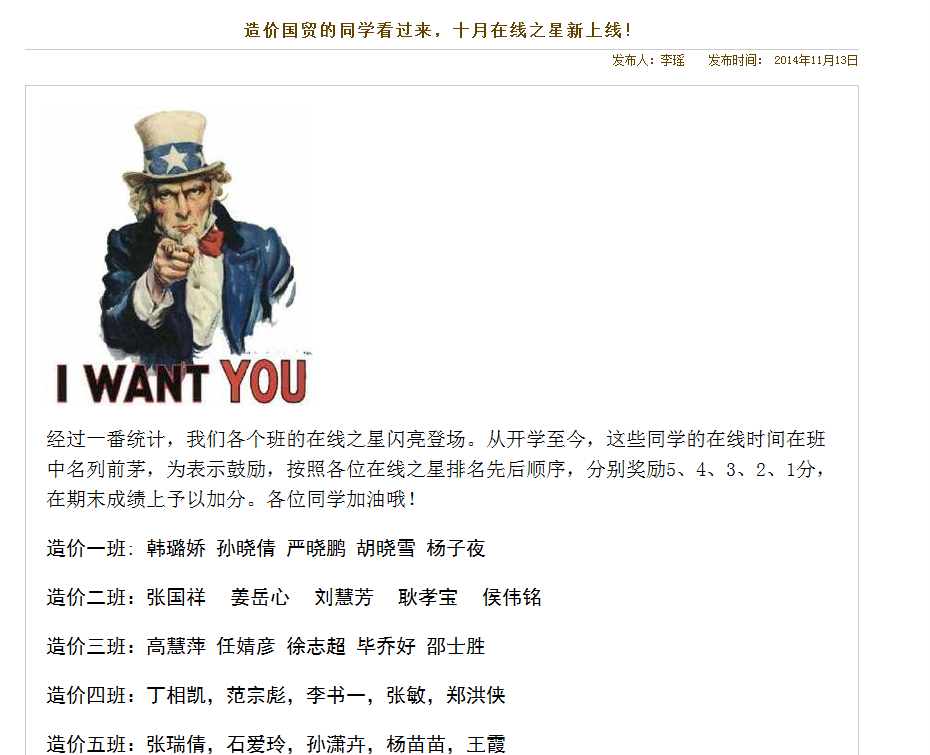 造价国贸的同学看过来，十月在线之星新上线！
发布人：李瑶 发布时间： 2014年11月13日
I WANT YOU
经过一番统计，我们各个班的在线之星闪亮登场。从开学至今，这些同学的在线时间在班
中名列前茅，为表示鼓励，按照各位在线之星排名先后顺序，分别奖励5、4、3、2、1分，
在期末成绩上予以加分。各位同学加油哦！
造价一班: 韩璐娇 孙晓倩 严晓鹏 胡晓雪 杨子夜
造价二班：张国祥 姜岳心 刘慧芳 耿孝宝 侯伟铭
造价三班：高慧萍 任婧彦 徐志超 毕乔好 邵士胜
造价四班：丁相凯，范宗彪，李书一，张敏，郑洪侠
造价五班：张瑞倩，石爱玲，孙潇卉，杨苗苗，王霞